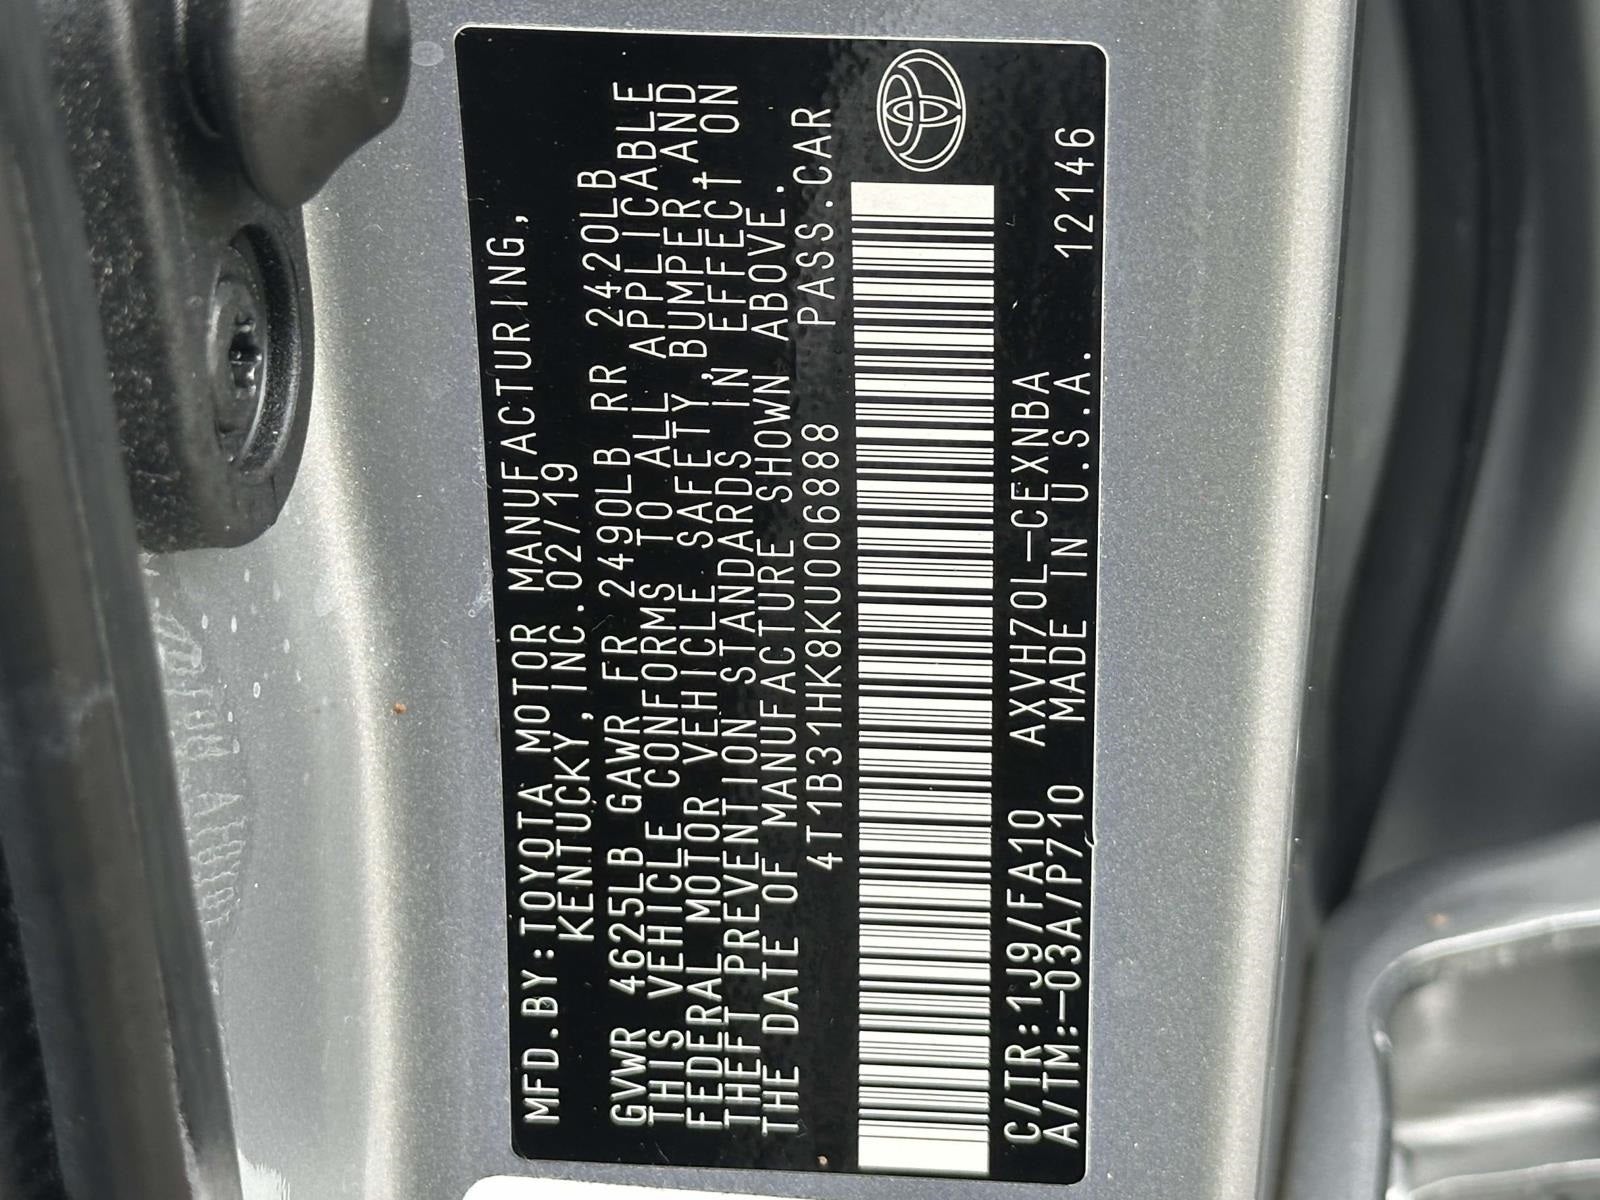 MFD.BY:TOYOTA MOTOR MANUFACTURING,
KENTUCKY,INC.02/19
GVWR 4625LB GAWR FR 2490LB RR 2420LB
THIS VEHICLE CONFORMS TO ALL APPLICABLE
FEDERAL MOTOR VEHICLE SAFETY,BUMPER,AND
THEFT PREVENTION STANDARDS IN EFFECT ON
THE DATE OF MANUFACTURE SHOWN ABOVE.
4T1B31HK8KU006888 PASS.CAR
C/TR:1J9/FA10 AXVH70L-CEXNBA
A/TM:-03A/P710 MADE IN U.S.A. 12146